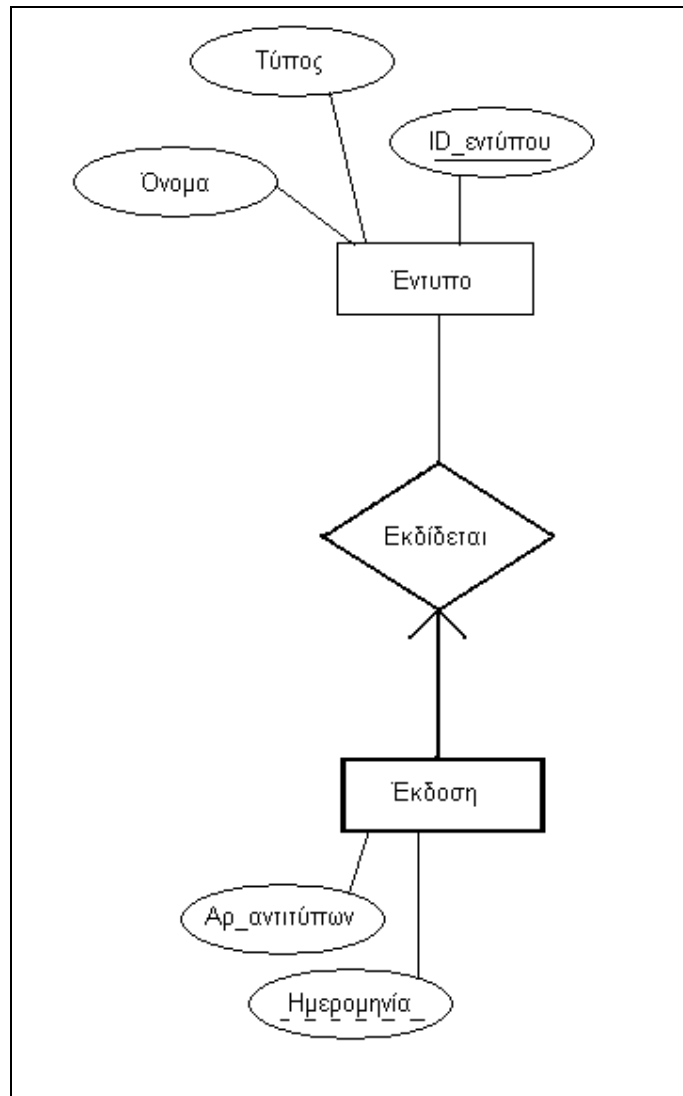 Τύπος
ID_εντύπου
Όνομα
Έντυπο
Εκδίδεται
Έκδοση
Αρ_αντιτύπων
Ημερομηνία